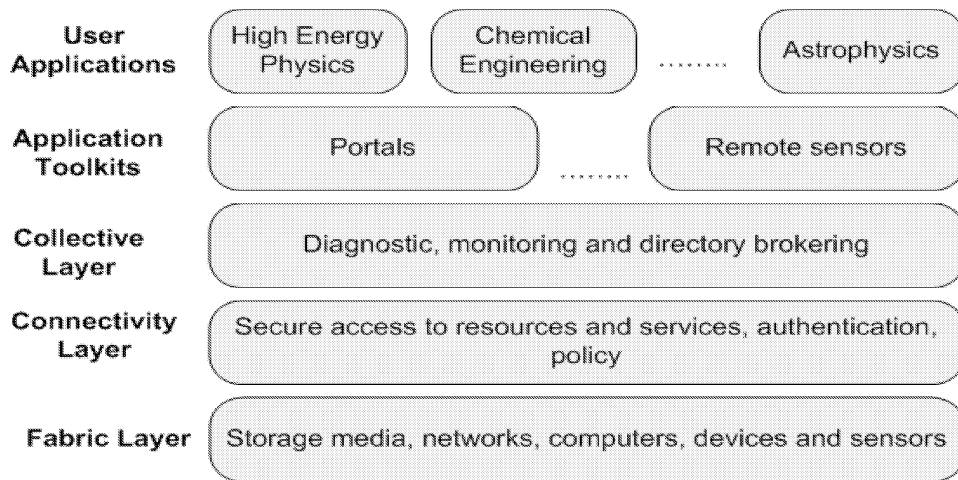 User
Applications
High Energy
Physics
Chemical
Engineering
........
Astrophysics
Application
Toolkits
Portals
........
Remote sensors
Collective
Layer
Diagnostic, monitoring and directory brokering
Connectivity
Layer
Secure access to resources and services, authentication,
policy
Fabric Layer
Storage media, networks, computers, devices and sensors